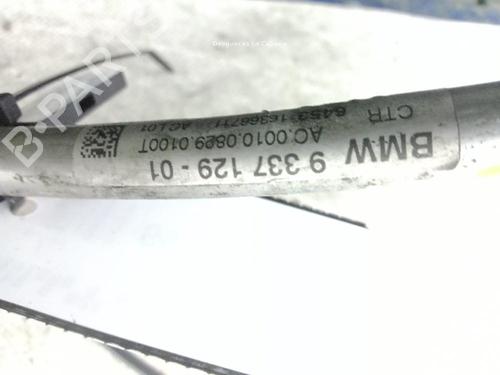 BMW 9 337 129 - 01
AC.0010.0829.0100T
CTR
B-PARTS